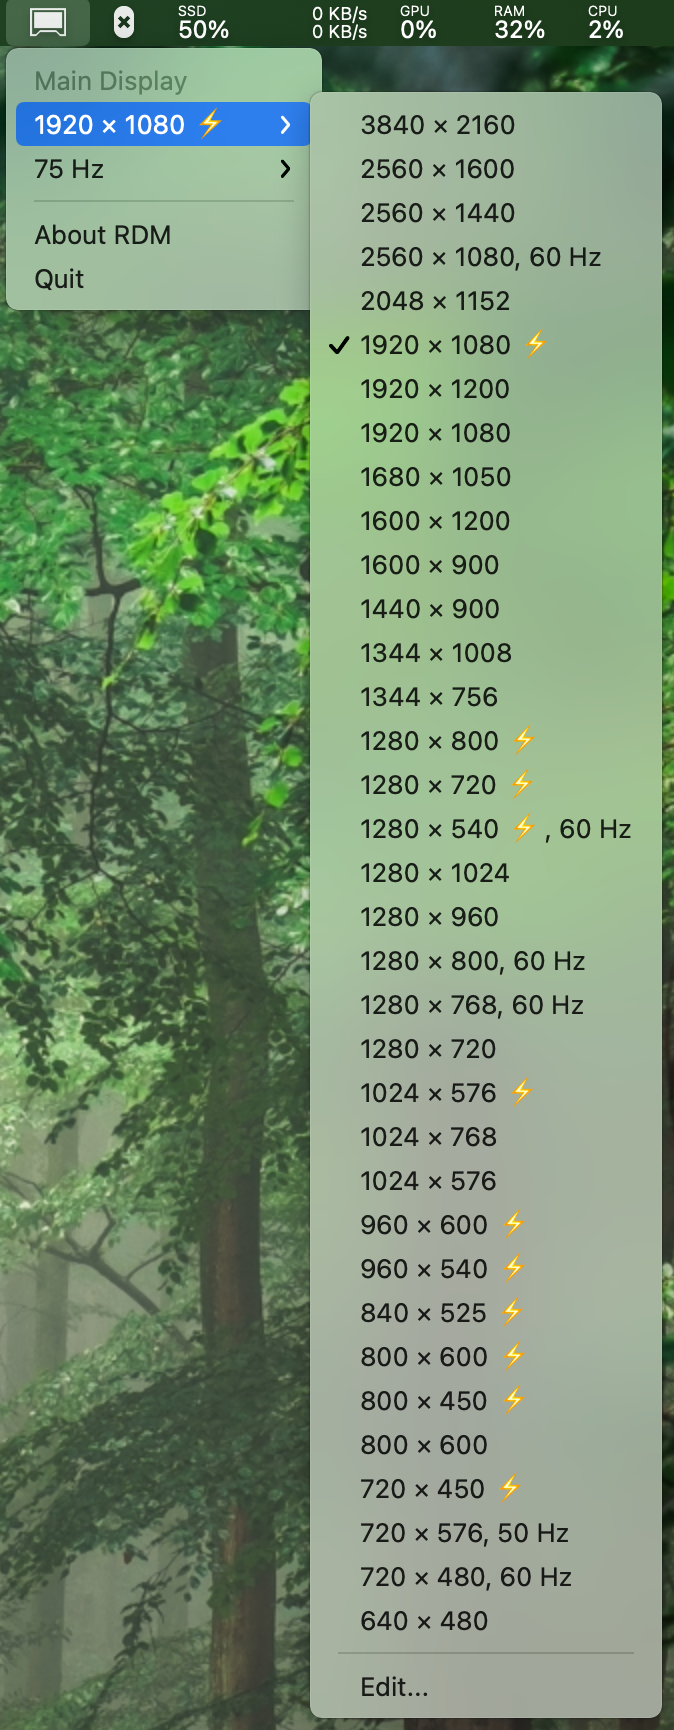 SSD
50%
0 KB/s
0 KB/s
GPU
0%
RAM
32%
CPU
2%
Main Display
1920 × 1080 ⚡
75 Hz
About RDM
Quit
3840 × 2160
2560 × 1600
2560 × 1440
2560 × 1080, 60 Hz
2048 × 1152
✓ 1920 × 1080 ⚡
1920 × 1200
1920 × 1080
1680 × 1050
1600 × 1200
1600 × 900
1440 × 900
1344 × 1008
1344 × 756
1280 × 800 ⚡
1280 × 720 ⚡
1280 × 540 ⚡ , 60 Hz
1280 × 1024
1280 × 960
1280 × 800, 60 Hz
1280 × 768, 60 Hz
1280 × 720
1024 × 576 ⚡
1024 × 768
1024 × 576
960 × 600 ⚡
960 × 540 ⚡
840 × 525 ⚡
800 × 600 ⚡
800 × 450 ⚡
800 × 600
720 × 450 ⚡
720 × 576, 50 Hz
720 × 480, 60 Hz
640 × 480
Edit...